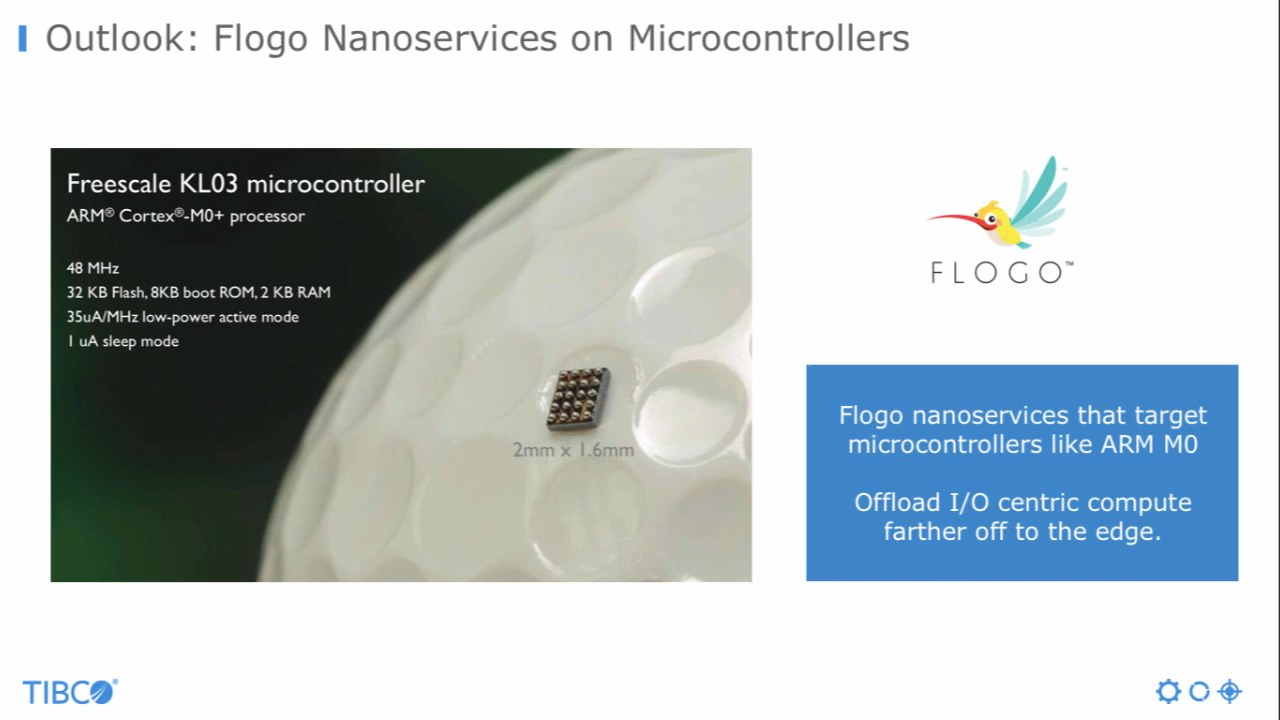 Outlook: Flogo Nanoservices on Microcontrollers
Freescale KL03 microcontroller
ARM® Cortex®-M0+ processor
48 MHz
32 KB Flash, 8KB boot ROM, 2 KB RAM
35uA/MHz low-power active mode
1 uA sleep mode
2mm x 1.6mm
FLOGO™
Flogo nanoservices that target
microcontrollers like ARM M0
Offload I/O centric compute
farther off to the edge.
TIBCO®